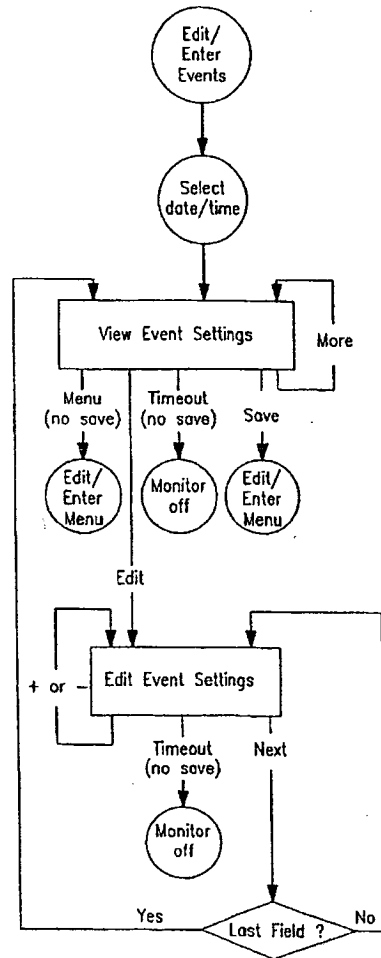 Edit/
Enter
Events
Select
date/time
View Event Settings
More
Menu
(no save)
Timeout
(no save)
Save
Edit/
Enter
Menu
Monitor
off
Edit/
Enter
Menu
Edit
+ or -
Edit Event Settings
Timeout
(no save)
Next
Monitor
off
Yes
Last Field ?
No